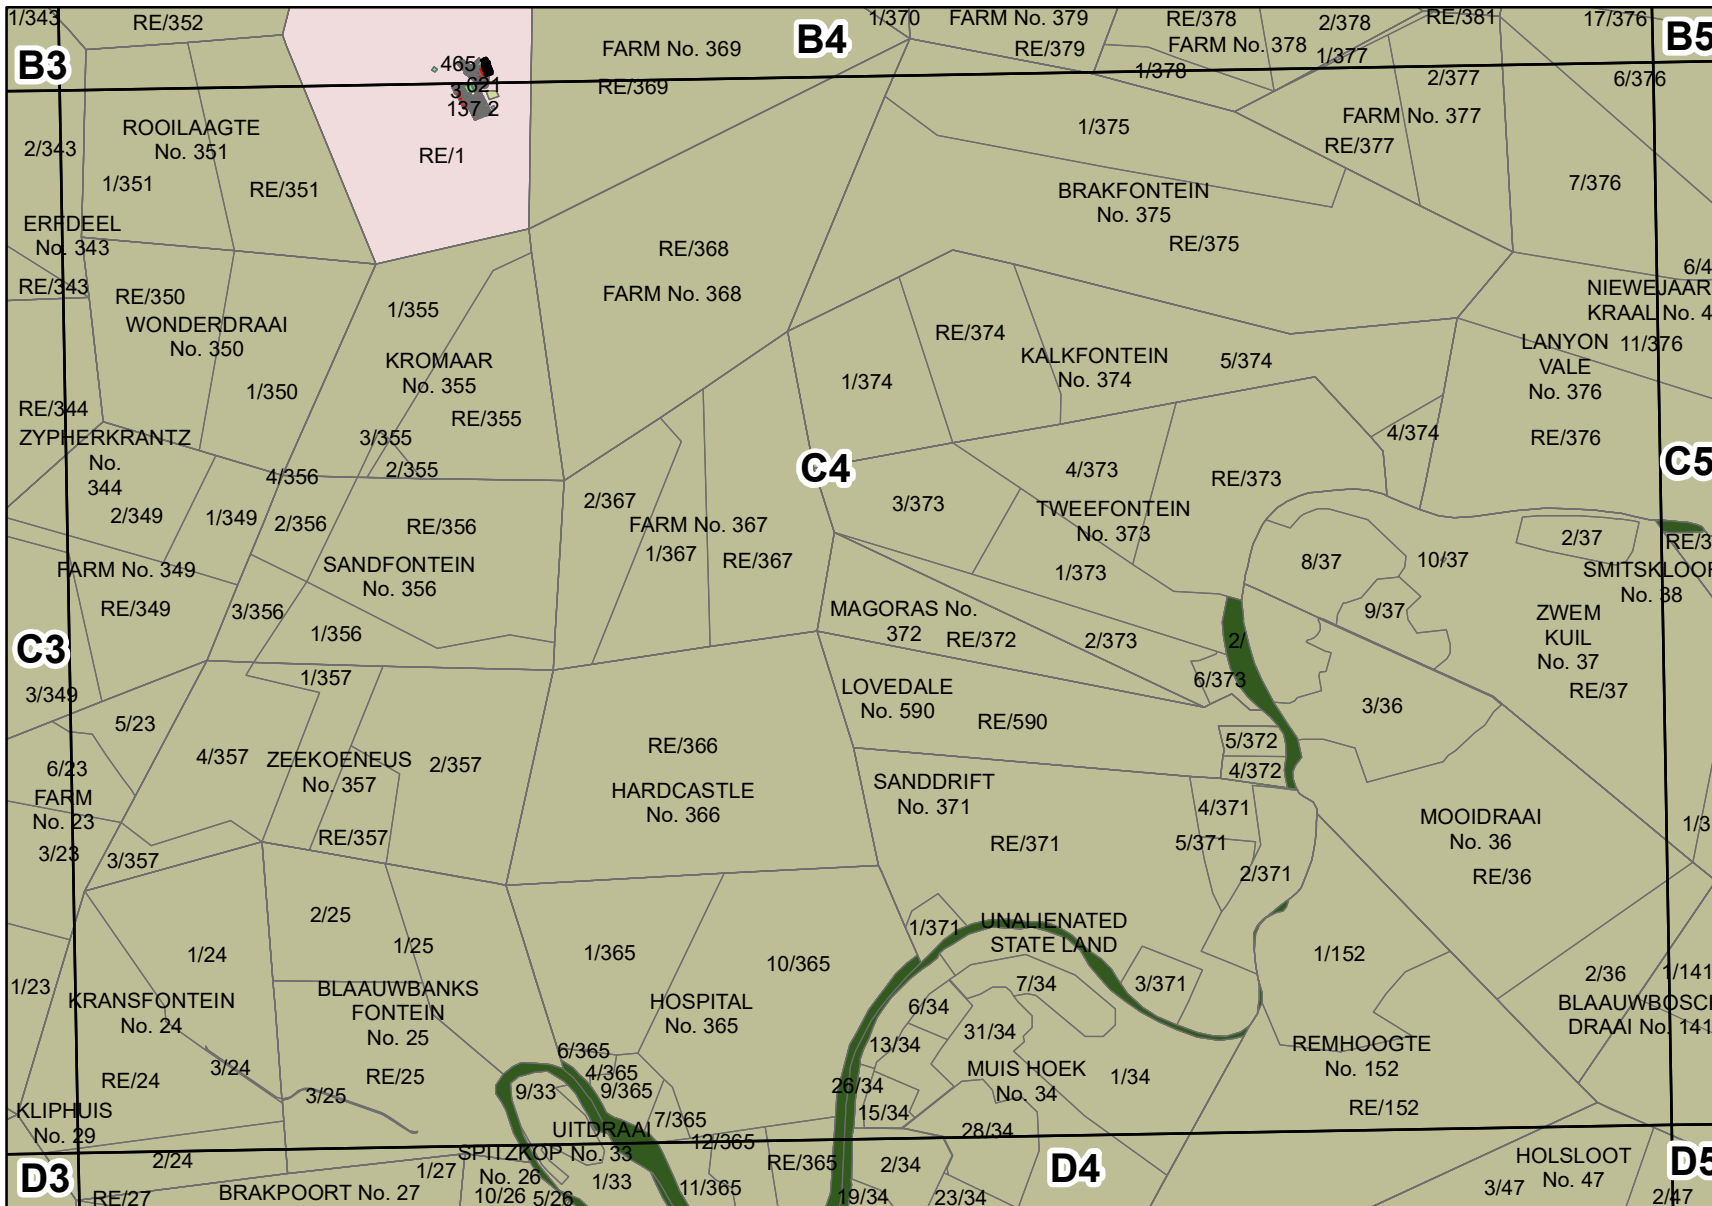 1/343
RE/352
1/370
FARM No. 379
RE/378
2/378
RE/381
17/376
B3
465
FARM No. 369
B4
RE/379
FARM No. 378
1/377
B5
1/378
3
621
RE/369
2/377
6/376
137 2
2/343
ROOILAAGTE
No. 351
RE/1
1/375
FARM No. 377
RE/377
1/351
RE/351
BRAKFONTEIN
No. 375
7/376
ERFDEEL
No. 343
RE/368
RE/375
RE/343
RE/350
1/355
FARM No. 368
6/4
NIEWEJAAR
KRAAL No. 4
WONDERDRAAI
No. 350
KROMAAR
No. 355
RE/374
KALKFONTEIN
No. 374
5/374
LANYON
VALE
No. 376
11/376
1/350
1/374
RE/344
RE/355
ZYPHERKRANTZ
No.
344
3/355
4/374
RE/376
4/356
2/355
C4
4/373
RE/373
C5
2/349
1/349
2/356
RE/356
2/367
FARM No. 367
3/373
TWEEFONTEIN
No. 373
1/367
RE/367
2/37
RE/3
FARM No. 349
SANDFONTEIN
No. 356
1/373
8/37
10/37
SMITSKLOOF
No. 38
RE/349
3/356
1/356
MAGORAS No.
372
RE/372
2/373
2/
9/37
ZWEM
KUIL
No. 37
C3
3/349
1/357
LOVEDALE
No. 590
6/373
RE/37
5/23
RE/590
3/36
4/357
ZEEKOENEUS
No. 357
2/357
RE/366
5/372
6/23
4/372
FARM
No. 23
HARDCASTLE
No. 366
SANDDRIFT
No. 371
4/371
MOOIDRAAI
No. 36
1/3
3/23
3/357
RE/357
RE/371
5/371
2/371
RE/36
2/25
1/371
UNALIENATED
STATE LAND
1/24
1/25
1/365
10/365
1/152
1/23
KRANSFONTEIN
No. 24
BLAAUWBANKS
FONTEIN
No. 25
HOSPITAL
No. 365
6/34
7/34
3/371
2/36
1/141
BLAAUWBOSCH
DRAAI No. 141
31/34
13/34
6/365
REMHOOGTE
No. 152
RE/24
3/24
RE/25
4/365
9/365
MUIS HOEK
No. 34
1/34
3/25
9/33
26/34
RE/152
KLIPHUIS
No. 29
7/365
15/34
UITDRAAI
No. 33
28/34
12/365
2/24
SPITZKOP
No. 26
RE/365
2/34
D4
HOLSLOOT
No. 47
D5
D3
1/27
1/33
11/365
RE/27
BRAKPOORT No. 27
10/26
5/26
19/34
23/34
3/47
2/47